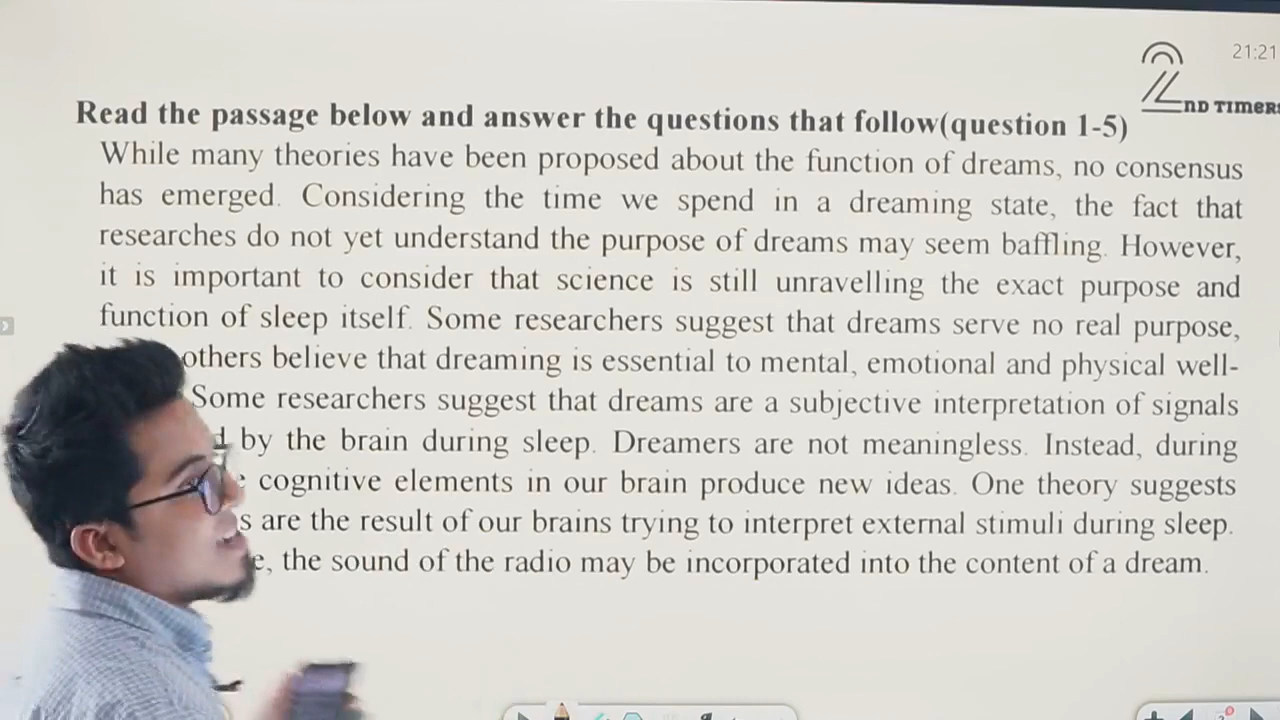 21:21
ND TIMERS
Read the passage below and answer the questions that follow(question 1-5)
While many theories have been proposed about the function of dreams, no consensus
has emerged. Considering the time we spend in a dreaming state, the fact that
researches do not yet understand the purpose of dreams may seem baffling. However,
it is important to consider that science is still unravelling the exact purpose and
function of sleep itself. Some researchers suggest that dreams serve no real purpose,
others believe that dreaming is essential to mental, emotional and physical well-
Some researchers suggest that dreams are a subjective interpretation of signals
by the brain during sleep. Dreamers are not meaningless. Instead, during
cognitive elements in our brain produce new ideas. One theory suggests
are the result of our brains trying to interpret external stimuli during sleep.
the sound of the radio may be incorporated into the content of a dream.